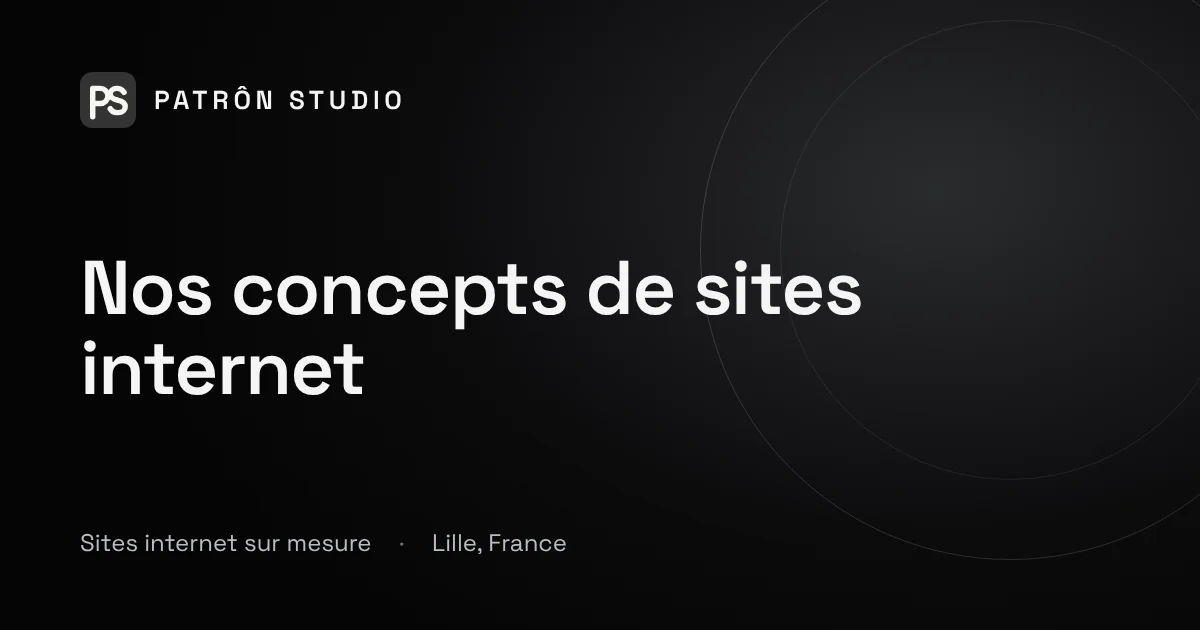 PS PATRÔN STUDIO
Nos concepts de sites
internet
Sites internet sur mesure · Lille, France